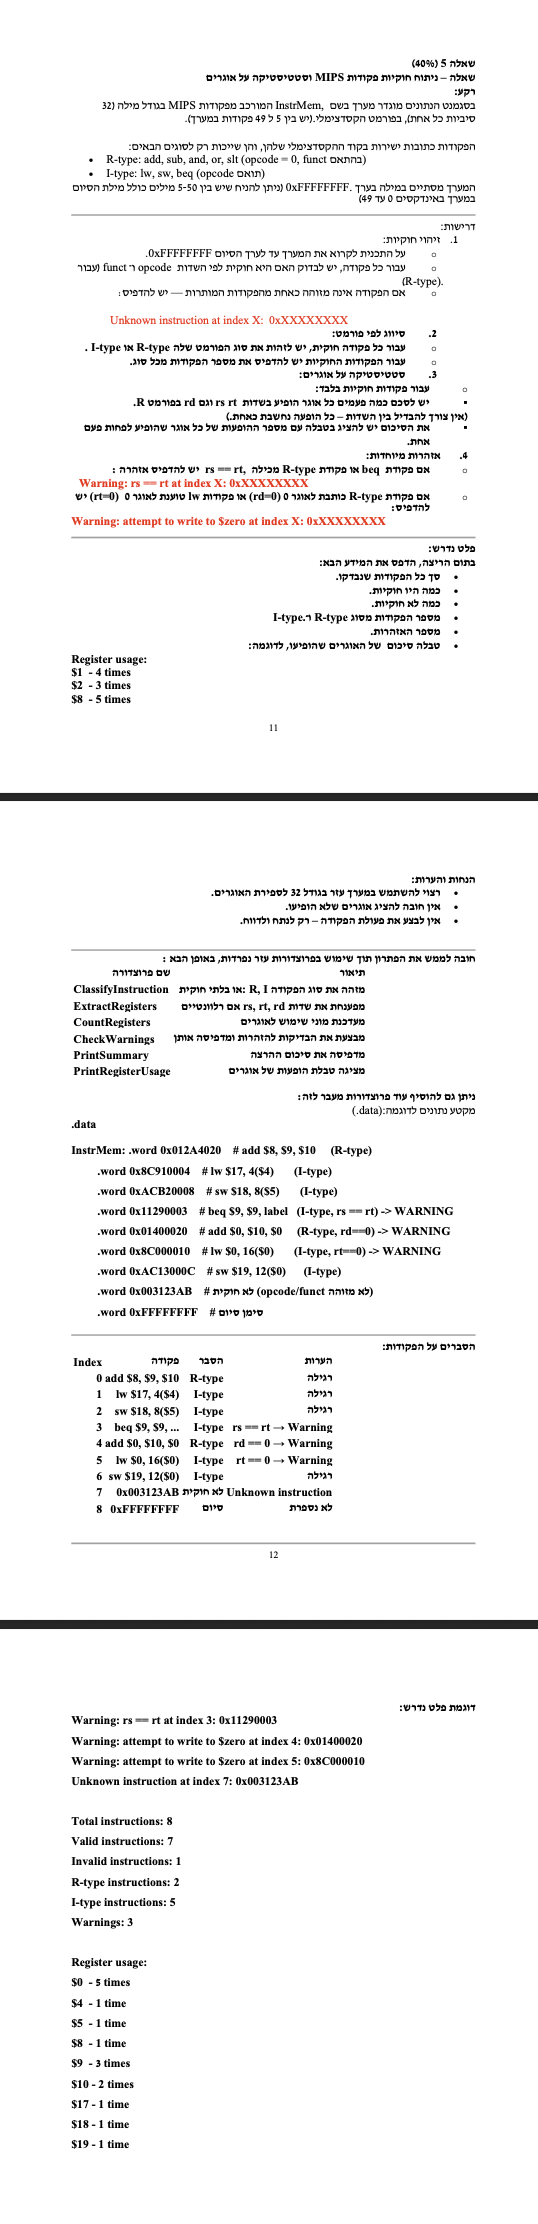 שאלה 5 (40%)
שאלה – ניתוח חוקיות פקודות MIPS וסטטיסטיקה על אוגרים
רקע:
בסגמנט הנתונים מוגדר מערך בשם InstrMem, המורכב מפקודות MIPS בגודל מילה (32
סיביות כל אחת), בפורמט הקסדצימלי.(יש בין 5 ל 49 פקודות במערך).
הפקודות כתובות ישירות בקוד ההקסדצימלי שלהן, והן שייכות רק לסוגים הבאים:
• R-type: add, sub, and, or, slt (opcode = 0, funct בהתאם)
• I-type: lw, sw, beq (opcode תואם)
המערך מסתיים במילה בערך 0xFFFFFFFF. (ניתן להניח שיש בין 5-50 מילים כולל מילת הסיום
במערך באינדקסים 0 עד 49)
דרישות:
1. זיהוי חוקיות:
o על התכנית לקרוא את המערך עד לערך הסיום 0xFFFFFFFF.
o עבור כל פקודה, יש לבדוק האם היא חוקית לפי השדות opcode ו־ funct (עבור
R-type).
o אם הפקודה אינה מזוהה כאחת מהפקודות המותרות — יש להדפיס:
Unknown instruction at index X: 0xXXXXXXXX
2. סיווג לפי פורמט:
o עבור כל פקודה חוקית, יש לזהות את סוג הפורמט שלה R-type או I-type .
o עבור הפקודות החוקיות יש להדפיס את מספר הפקודות מכל סוג.
3. סטטיסטיקה על אוגרים:
o עבור פקודות חוקיות בלבד:
▪ יש לסכם כמה פעמים כל אוגר הופיע בשדות rs rt וגם rd בפורמט R.
(אין צורך להבדיל בין השדות – כל הופעה נחשבת כאחת.)
▪ את הסיכום יש להציג בטבלה עם מספר ההופעות של כל אוגר שהופיע לפחות פעם
אחת.
4. אזהרות מיוחדות:
o אם פקודת beq או פקודת R-type מכילה rs == rt, יש להדפיס אזהרה :
Warning: rs == rt at index X: 0xXXXXXXXX
o אם פקודת R-type כותבת לאוגר 0 (rd=0) או פקודות lw טוענת לאוגר 0 (rt=0) יש
להדפיס:
Warning: attempt to write to $zero at index X: 0xXXXXXXXX
פלט נדרש:
בתום הריצה, הדפס את המידע הבא:
• סך כל הפקודות שנבדקו.
• כמה היו חוקיות.
• כמה לא חוקיות.
• מספר הפקודות מסוג R-type ו־I-type.
• מספר האזהרות.
• טבלה סיכום של האוגרים שהופיעו, לדוגמה:
Register usage:
$1 - 4 times
$2 - 3 times
$8 - 5 times
11
הנחות והערות:
• רצוי להשתמש במערך עזר בגודל 32 לספירת האוגרים.
• אין חובה להציג אוגרים שלא הופיעו.
• אין לבצע את פעולת הפקודה – רק לנתח ולדווח.
חובה לממש את הפתרון תוך שימוש בפרוצדורות עזר נפרדות, באופן הבא :
שם פרוצדורה תיאור
ClassifyInstruction מזהה את סוג הפקודה R, I :או בלתי חוקית
ExtractRegisters מפענחת את שדות rs, rt, rd אם רלוונטיים
CountRegisters מעדכנת מוני שימוש לאוגרים
CheckWarnings מבצעת את הבדיקות להזהרות ומדפיסה אותן
PrintSummary מדפיסה את סיכום ההרצה
PrintRegisterUsage מציגה טבלת הופעות של אוגרים
ניתן גם להוסיף עוד פרוצדורות מעבר לזה:
מקטע נתונים לדוגמה:(data.)
.data
InstrMem: .word 0x012A4020 # add $8, $9, $10 (R-type)
.word 0x8C910004 # lw $17, 4($4) (I-type)
.word 0xACB20008 # sw $18, 8($5) (I-type)
.word 0x11290003 # beq $9, $9, label (I-type, rs == rt) -> WARNING
.word 0x01400020 # add $0, $10, $0 (R-type, rd==0) -> WARNING
.word 0x8C000010 # lw $0, 16($0) (I-type, rt==0) -> WARNING
.word 0xAC13000C # sw $19, 12($0) (I-type)
.word 0x003123AB # לא חוקית (opcode/funct לא מזוהה)
.word 0xFFFFFFFF # סימן סיום
הסברים על הפקודות:
Index פקודה הסבר הערות
0 add $8, $9, $10 R-type רגילה
1 lw $17, 4($4) I-type רגילה
2 sw $18, 8($5) I-type רגילה
3 beq $9, $9, ... I-type rs == rt → Warning
4 add $0, $10, $0 R-type rd == 0 → Warning
5 lw $0, 16($0) I-type rt == 0 → Warning
6 sw $19, 12($0) I-type רגילה
7 0x003123AB לא חוקית Unknown instruction
8 0xFFFFFFFF סיום לא נספרת
12
דוגמת פלט נדרש:
Warning: rs == rt at index 3: 0x11290003
Warning: attempt to write to $zero at index 4: 0x01400020
Warning: attempt to write to $zero at index 5: 0x8C000010
Unknown instruction at index 7: 0x003123AB
Total instructions: 8
Valid instructions: 7
Invalid instructions: 1
R-type instructions: 2
I-type instructions: 5
Warnings: 3
Register usage:
$0 - 5 times
$4 - 1 time
$5 - 1 time
$8 - 1 time
$9 - 3 times
$10 - 2 times
$17 - 1 time
$18 - 1 time
$19 - 1 time